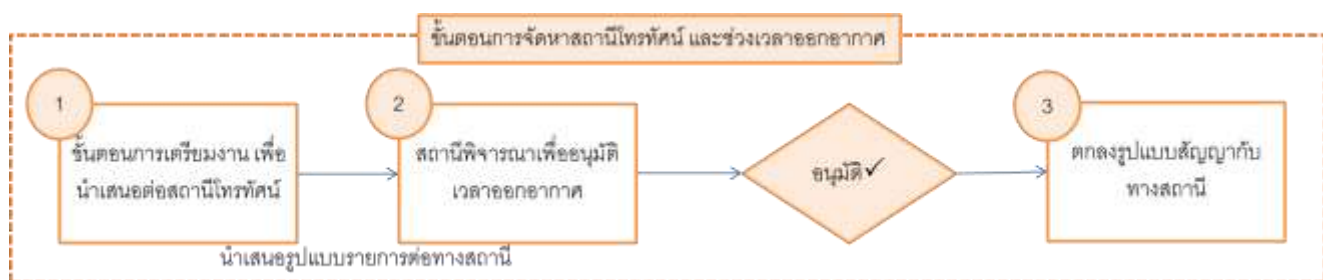 ขั้นตอนการจัดหาสถานีโทรทัศน์ และช่วงเวลาออกอากาศ
1
ขั้นตอนการเตรียมงาน เพื่อ
นำเสนอต่อสถานีโทรทัศน์
2
สถานีพิจารณาเพื่ออนุมัติ
เวลาออกอากาศ
อนุมัติ✓
3
ตกลงรูปแบบสัญญากับ
ทางสถานี
นำเสนอรูปแบบรายการต่อทางสถานี